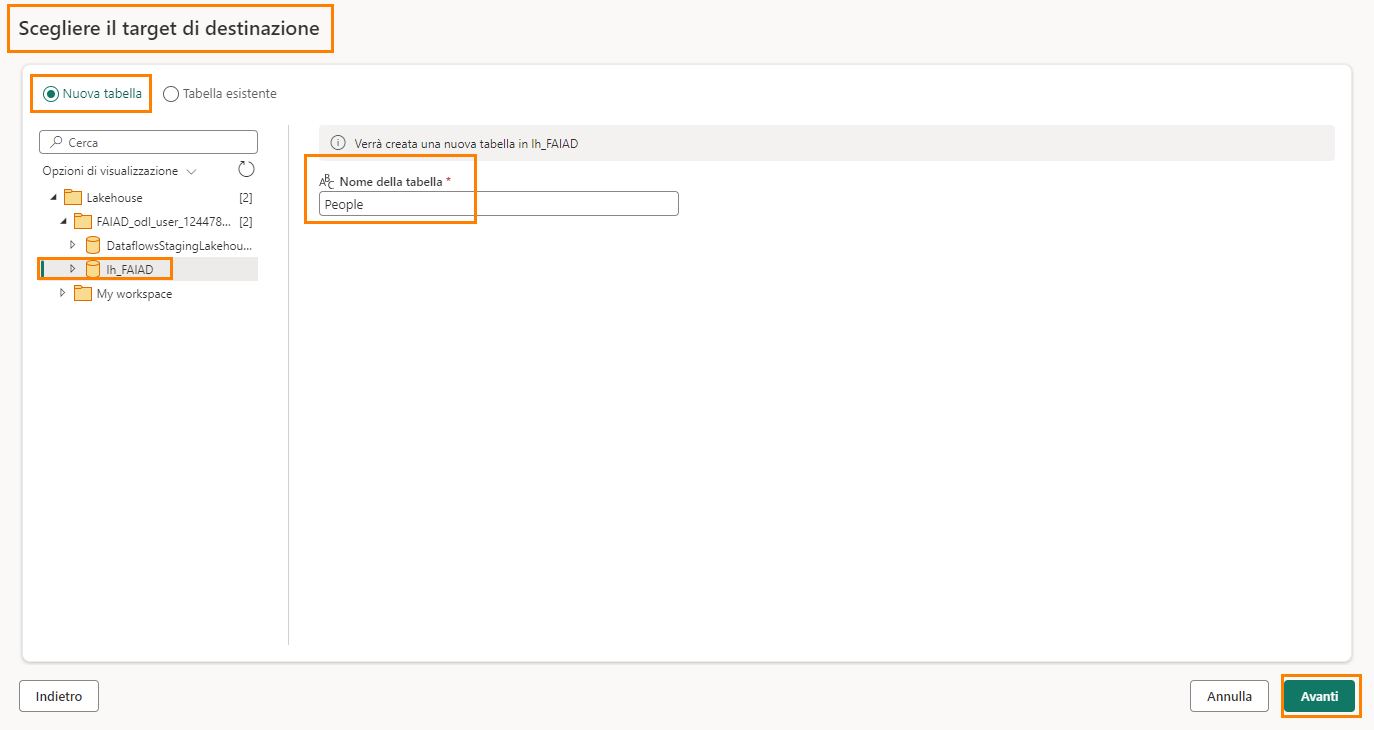 Scegliere il target di destinazione
Nuova tabella
Tabella esistente
Cerca
Opzioni di visualizzazione
Lakehouse [2]
FAIAD_odl_user_124478... [2]
DataflowsStagingLakehou...
lh_FAIAD
My workspace
Verrà creata una nuova tabella in lh_FAIAD
ABC Nome della tabella *
People
Indietro
Annulla
Avanti